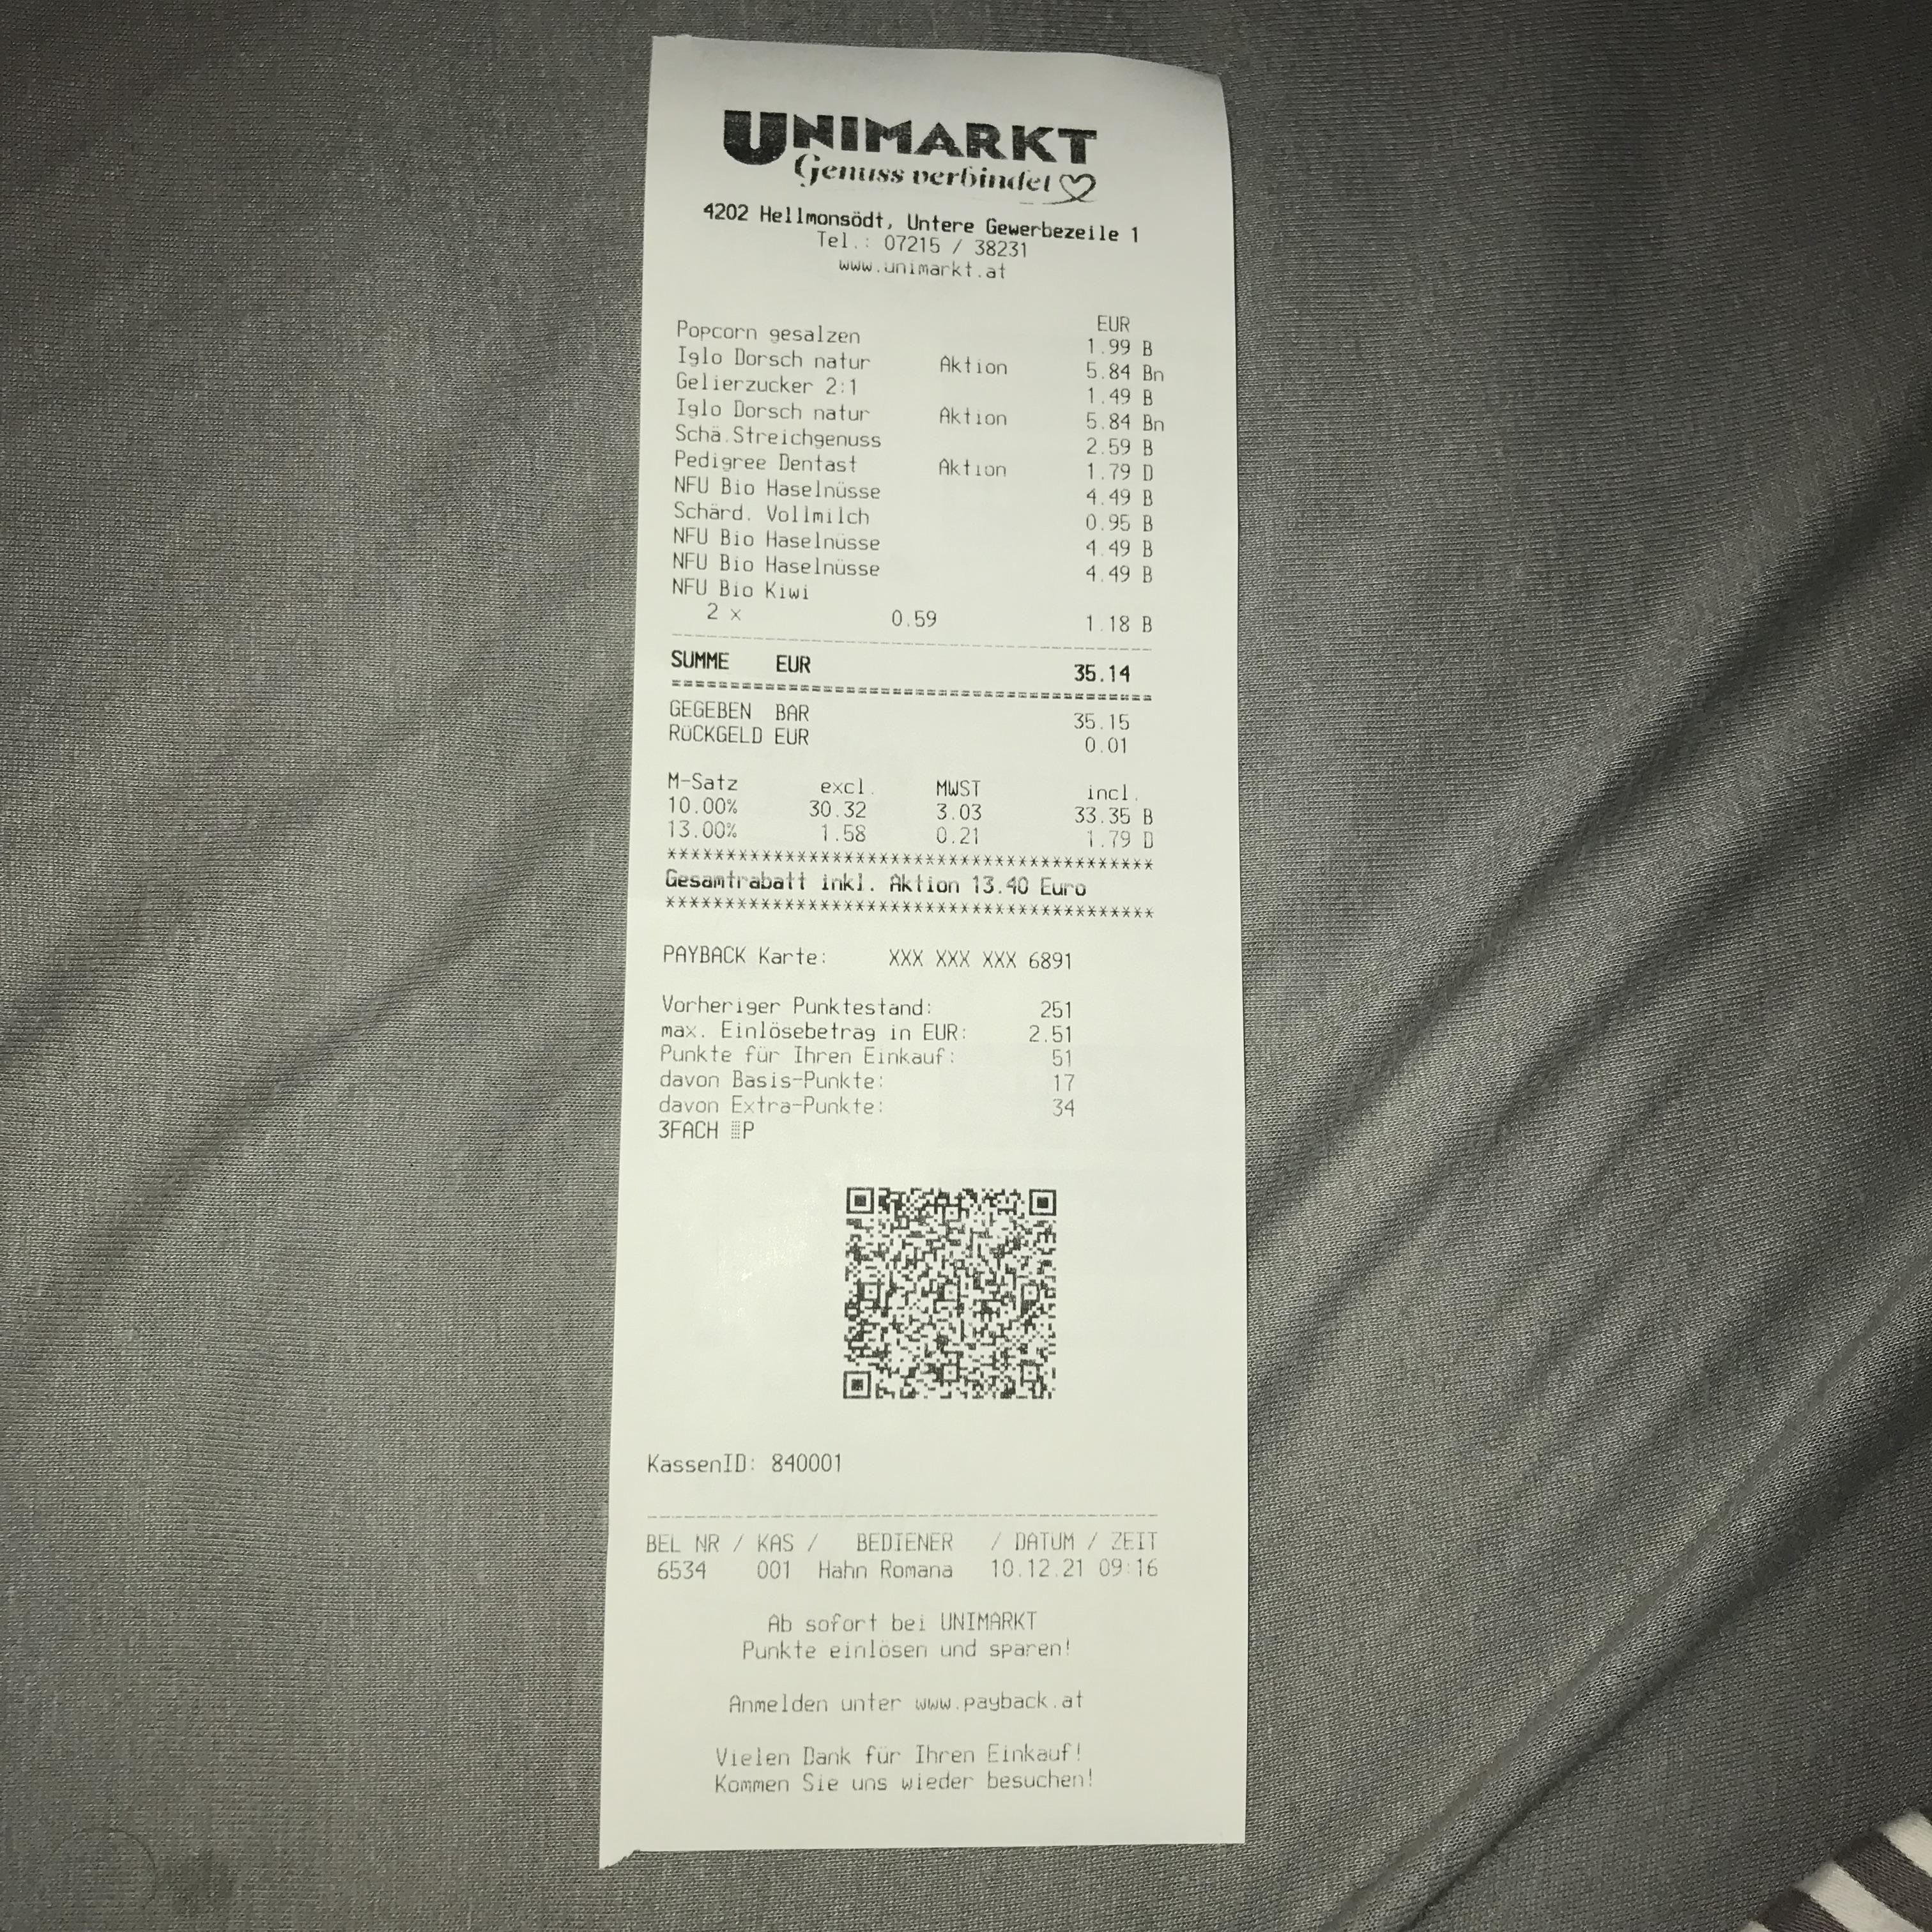 UNIMARKT
Genuss verbindet
4202 Hellmonsödt, Untere Gewerbezeile 1
Tel.: 07215 / 38231
www.unimarkt.at
EUR
Popcorn gesalzen 1.99 B
Iglo Dorsch natur Aktion 5.84 Bn
Gelierzucker 2:1 1.49 B
Iglo Dorsch natur Aktion 5.84 Bn
Schä.Streichgenuss 2.59 B
Pedigree Dentast Aktion 1.79 D
NFU Bio Haselnüsse 4.49 B
Schärd. Vollmilch 0.95 B
NFU Bio Haselnüsse 4.49 B
NFU Bio Haselnüsse 4.49 B
NFU Bio Kiwi
2 x 0.59 1.18 B
SUMME EUR 35.14
GEGEBEN BAR 35.15
RÜCKGELD EUR 0.01
M-Satz excl. MWST incl.
10.00% 30.32 3.03 33.35 B
13.00% 1.58 0.21 1.79 D
*****************************************
Gesamtrabatt inkl. Aktion 13.40 Euro
*****************************************
PAYBACK Karte: XXX XXX XXX 6891
Vorheriger Punktestand: 251
max. Einlösebetrag in EUR: 2.51
Punkte für Ihren Einkauf: 51
davon Basis-Punkte: 17
davon Extra-Punkte: 34
3FACH P
KassenID: 840001
BEL NR / KAS / BEDIENER / DATUM / ZEIT
6534 001 Hahn Romana 10.12.21 09:16
Ab sofort bei UNIMARKT
Punkte einlösen und sparen!
Anmelden unter www.payback.at
Vielen Dank für Ihren Einkauf!
Kommen Sie uns wieder besuchen!